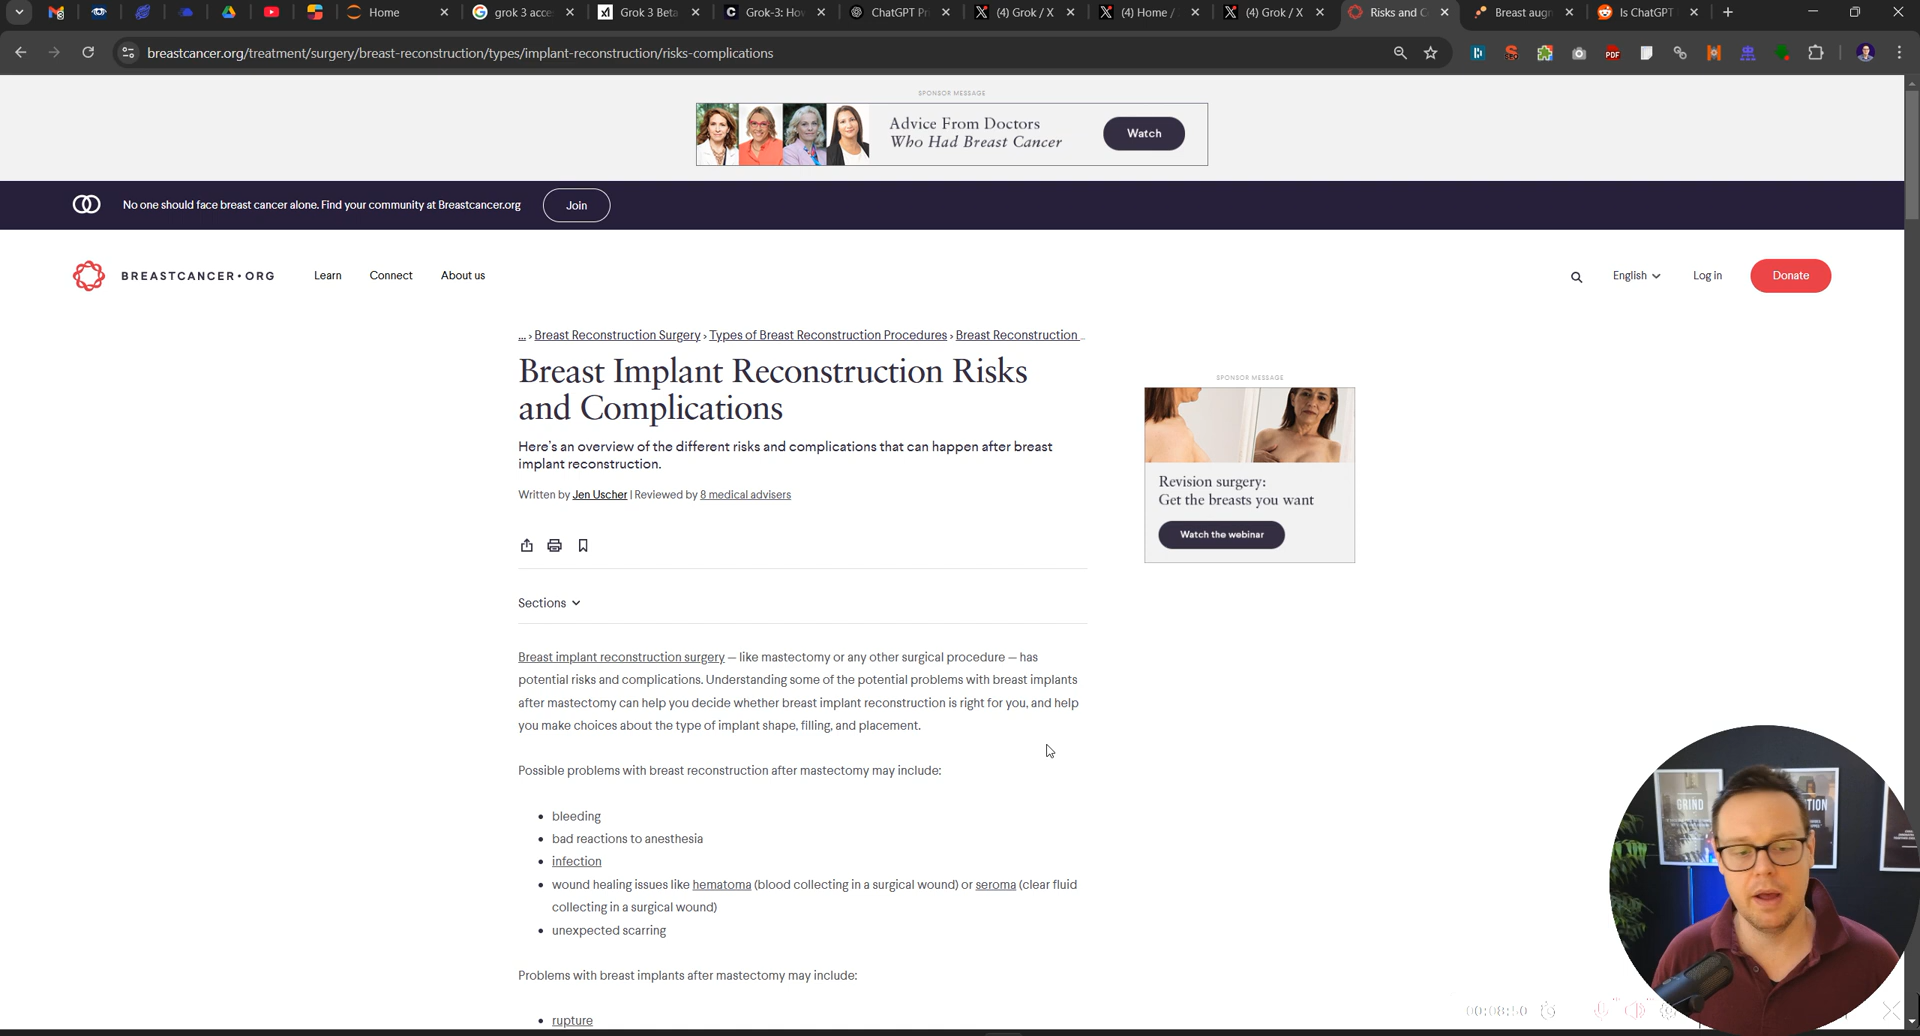 Home
grok 3 acce
Grok 3 Beta
Grok-3: Ho
ChatGPT Pr
(4) Grok / X
(4) Home /
(4) Grok / X
Risks and C
Breast aug
Is ChatGPT
breastcancer.org/treatment/surgery/breast-reconstruction/types/implant-reconstruction/risks-complications
PDF
SPONSOR MESSAGE
Advice From Doctors
Who Had Breast Cancer
Watch
No one should face breast cancer alone. Find your community at Breastcancer.org
Join
BREASTCANCER·ORG
Learn
Connect
About us
English
Log in
Donate
... › Breast Reconstruction Surgery › Types of Breast Reconstruction Procedures › Breast Reconstruction ...
Breast Implant Reconstruction Risks
and Complications
Here's an overview of the different risks and complications that can happen after breast
implant reconstruction.
Written by Jen Uscher | Reviewed by 8 medical advisers
SPONSOR MESSAGE
Revision surgery:
Get the breasts you want
Watch the webinar
Sections
Breast implant reconstruction surgery — like mastectomy or any other surgical procedure — has
potential risks and complications. Understanding some of the potential problems with breast implants
after mastectomy can help you decide whether breast implant reconstruction is right for you, and help
you make choices about the type of implant shape, filling, and placement.
Possible problems with breast reconstruction after mastectomy may include:
• bleeding
• bad reactions to anesthesia
• infection
• wound healing issues like hematoma (blood collecting in a surgical wound) or seroma (clear fluid
collecting in a surgical wound)
• unexpected scarring
Problems with breast implants after mastectomy may include:
• rupture
GRIND
00:08:50